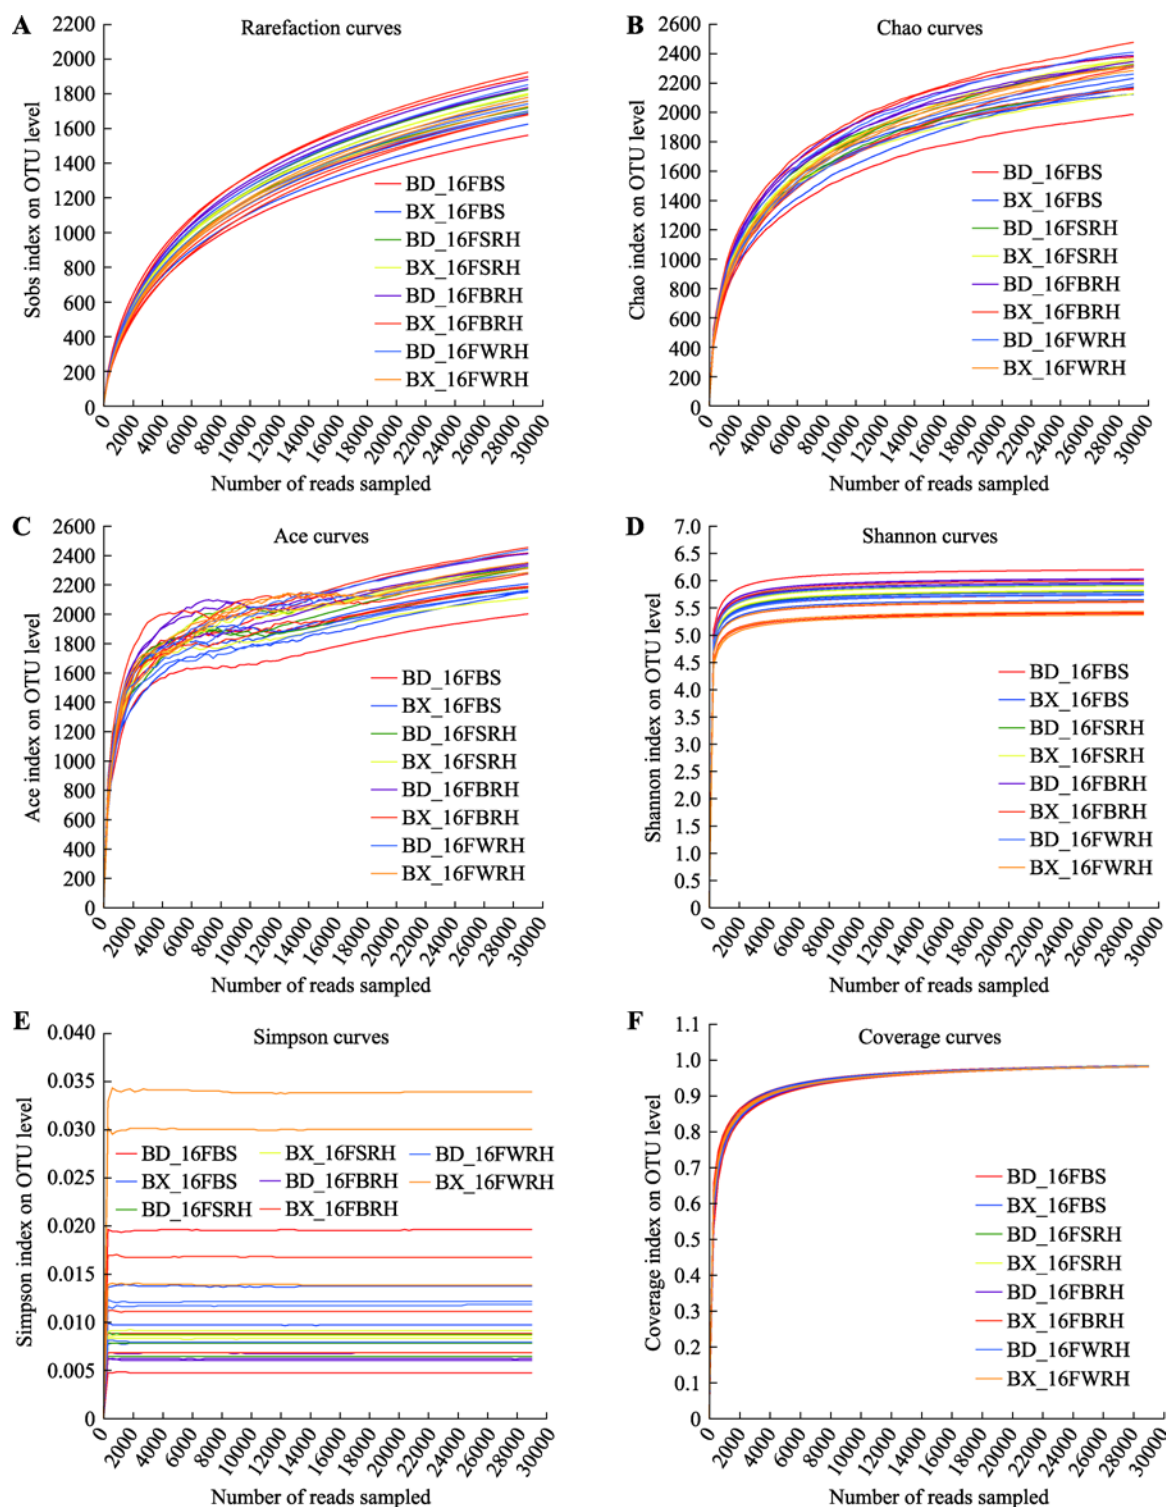 A
Rarefaction curves
Sobs index on OTU level
2200
2000
1800
1600
1400
1200
1000
800
600
400
200
0
BD_16FBS
BX_16FBS
BD_16FSRH
BX_16FSRH
BD_16FBRH
BX_16FBRH
BD_16FWRH
BX_16FWRH
0 2000 4000 6000 8000 10000 12000 14000 16000 18000 20000 22000 24000 26000 28000 30000
Number of reads sampled
B
Chao curves
Chao index on OTU level
2600
2400
2200
2000
1800
1600
1400
1200
1000
800
600
400
200
0
BD_16FBS
BX_16FBS
BD_16FSRH
BX_16FSRH
BD_16FBRH
BX_16FBRH
BD_16FWRH
BX_16FWRH
0 2000 4000 6000 8000 10000 12000 14000 16000 18000 20000 22000 24000 26000 28000 30000
Number of reads sampled
C
Ace curves
Ace index on OTU level
2600
2400
2200
2000
1800
1600
1400
1200
1000
800
600
400
200
0
BD_16FBS
BX_16FBS
BD_16FSRH
BX_16FSRH
BD_16FBRH
BX_16FBRH
BD_16FWRH
BX_16FWRH
0 2000 4000 6000 8000 10000 12000 14000 16000 18000 20000 22000 24000 26000 28000 30000
Number of reads sampled
D
Shannon curves
Shannon index on OTU level
7.0
6.5
6.0
5.5
5.0
4.5
4.0
3.5
3.0
2.5
2.0
1.5
1.0
0.5
0
BD_16FBS
BX_16FBS
BD_16FSRH
BX_16FSRH
BD_16FBRH
BX_16FBRH
BD_16FWRH
BX_16FWRH
0 2000 4000 6000 8000 10000 12000 14000 16000 18000 20000 22000 24000 26000 28000 30000
Number of reads sampled
E
Simpson curves
Simpson index on OTU level
0.040
0.035
0.030
0.025
0.020
0.015
0.010
0.005
0
BD_16FBS BX_16FSRH BD_16FWRH
BX_16FBS BD_16FBRH BX_16FWRH
BD_16FSRH BX_16FBRH
0 2000 4000 6000 8000 10000 12000 14000 16000 18000 20000 22000 24000 26000 28000 30000
Number of reads sampled
F
Coverage curves
Coverage index on OTU level
1.1
1.0
0.9
0.8
0.7
0.6
0.5
0.4
0.3
0.2
0.1
0
BD_16FBS
BX_16FBS
BD_16FSRH
BX_16FSRH
BD_16FBRH
BX_16FBRH
BD_16FWRH
BX_16FWRH
0 2000 4000 6000 8000 10000 12000 14000 16000 18000 20000 22000 24000 26000 28000 30000
Number of reads sampled